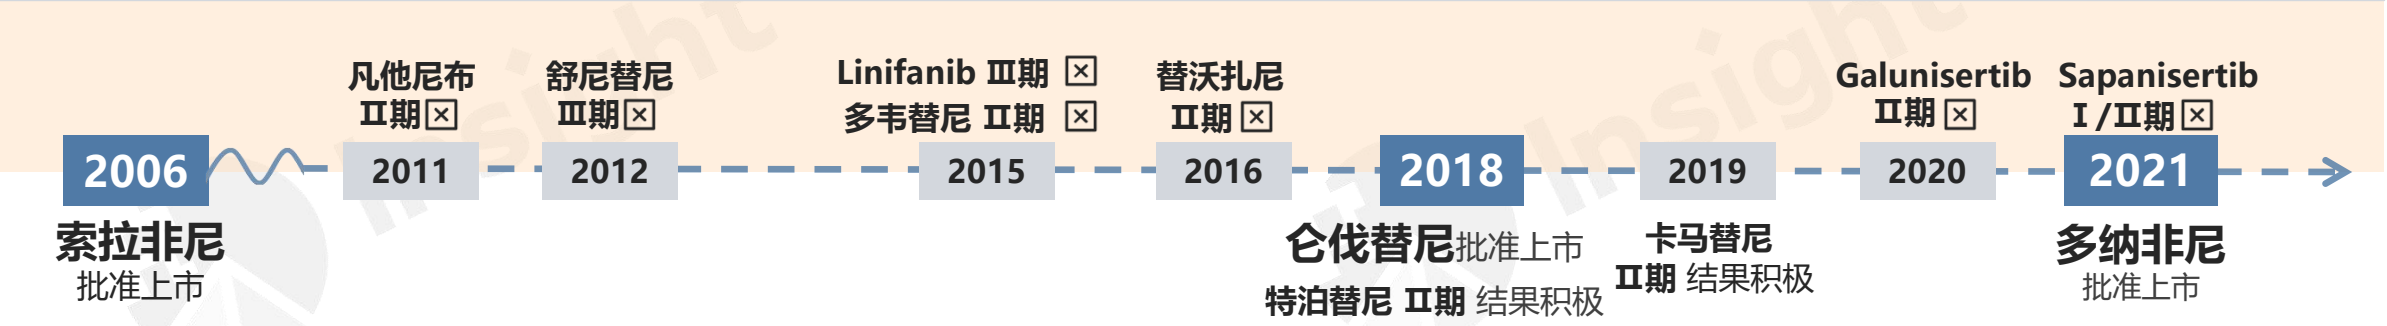 凡他尼布
Ⅱ期☒
舒尼替尼
Ⅲ期☒
Linifanib Ⅲ期 ☒
多韦替尼 Ⅱ期 ☒
替沃扎尼
Ⅱ期☒
Galunisertib
Ⅱ期☒
Sapanisertib
Ⅰ/Ⅱ期☒
2006
2011
2012
2015
2016
2018
2019
2020
2021
索拉非尼
批准上市
仑伐替尼批准上市
特泊替尼 Ⅱ期 结果积极
卡马替尼
Ⅱ期 结果积极
多纳非尼
批准上市
Insight
Insight